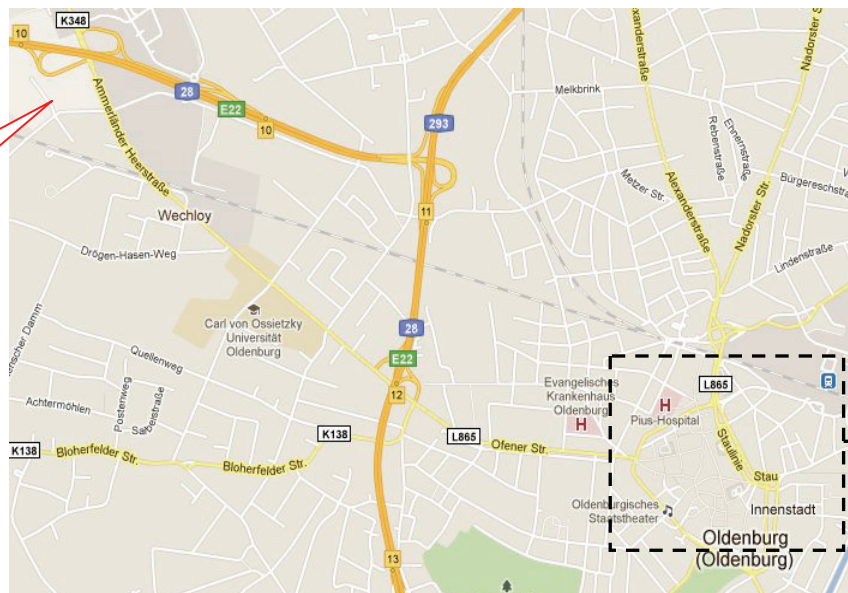 K348
10
28
E22
10
293
11
Ammerländer Heerstraße
Wechloy
Drögen-Hasen-Weg
Carl von Ossietzky
Universität
Oldenburg
Melkbrink
Alexanderstraße
Nadorster Str.
Rebenstraße
Ehnernstraße
Metzer Str.
Bürgereschstraße
Alexanderstraße
Nadorster Str.
Lindenstraße
28
E22
12
Quellenweg
Achtermöhlen
Postenweg
K138
Bloherfelder Str.
Bloherfelder Str.
K138
L865
Ofener Str.
Evangelisches
Krankenhaus
Oldenburg
H
H
Pius-Hospital
L865
Staulinie
Stau
Innenstadt
Oldenburgisches
Staatstheater
Oldenburg
(Oldenburg)
13